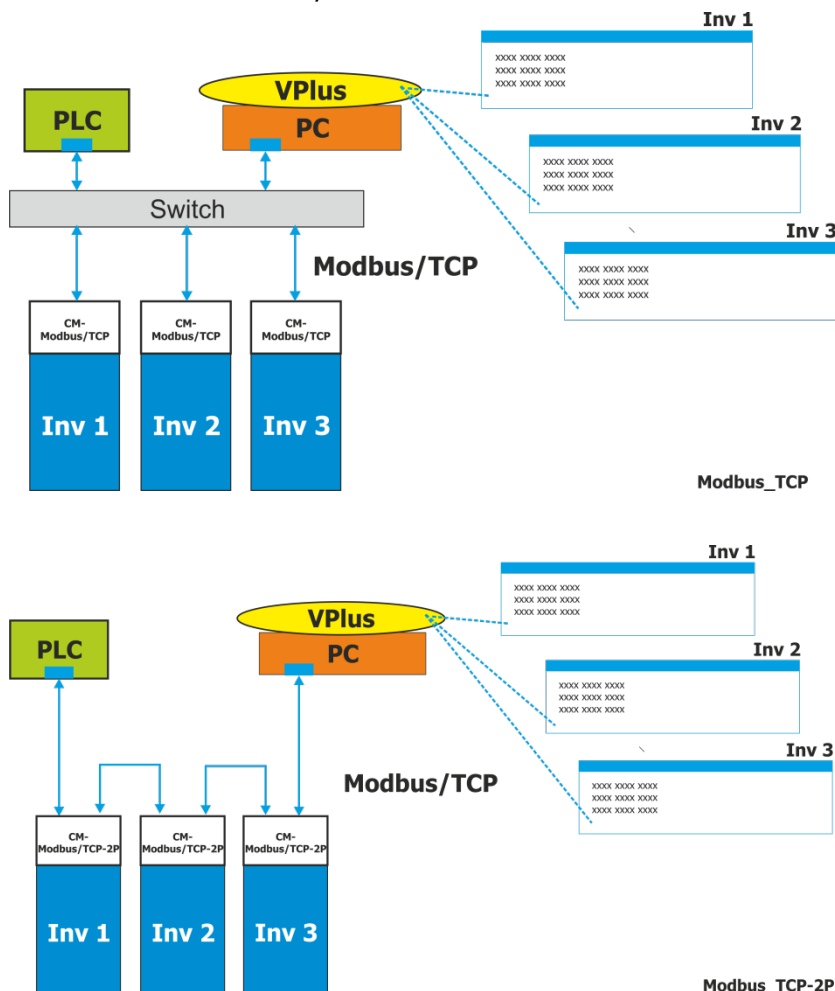 Inv 1
xxxx xxxx xxxx
xxxx xxxx xxxx
xxxx xxxx xxxx
VPlus
PLC
PC
Inv 2
xxxx xxxx xxxx
xxxx xxxx xxxx
xxxx xxxx xxxx
Switch
Inv 3
xxxx xxxx xxxx
xxxx xxxx xxxx
xxxx xxxx xxxx
Modbus/TCP
CM-
Modbus/TCP
CM-
Modbus/TCP
CM-
Modbus/TCP
Inv 1
Inv 2
Inv 3
Modbus_TCP
Inv 1
xxxx xxxx xxxx
xxxx xxxx xxxx
xxxx xxxx xxxx
VPlus
PLC
PC
Inv 2
xxxx xxxx xxxx
xxxx xxxx xxxx
xxxx xxxx xxxx
Inv 3
xxxx xxxx xxxx
xxxx xxxx xxxx
xxxx xxxx xxxx
Modbus/TCP
CM-
Modbus/TCP-2P
CM-
Modbus/TCP-2P
CM-
Modbus/TCP-2P
Inv 1
Inv 2
Inv 3
Modbus_TCP-2P